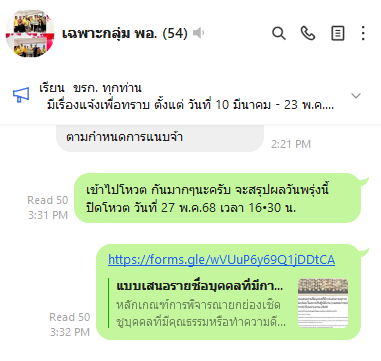 เฉพาะกลุ่ม พอ. (54)
เรียน ขรก. ทุกท่าน
มีเรื่องแจ้งเพื่อทราบ ตั้งแต่ วันที่ 10 มีนาคม - 23 พ.ค....
ตามกำหนดการแนบจ้า
2:21 PM
เข้าไปโหวต กันมากๆนะครับ จะสรุปผลวันพรุ่งนี้
ปิดโหวต วันที่ 27 พ.ค.68 เวลา 16•30 น.
Read 50
3:31 PM
https://forms.gle/wVUuP6y69Q1jDDtCA
แบบเสนอรายชื่อบุคคลที่มีกา...
หลักเกณฑ์การพิจารณายกย่องเชิด
ชูบุคคลที่มีคุณธรรมหรือทำความดี...
Read 50
3:32 PM